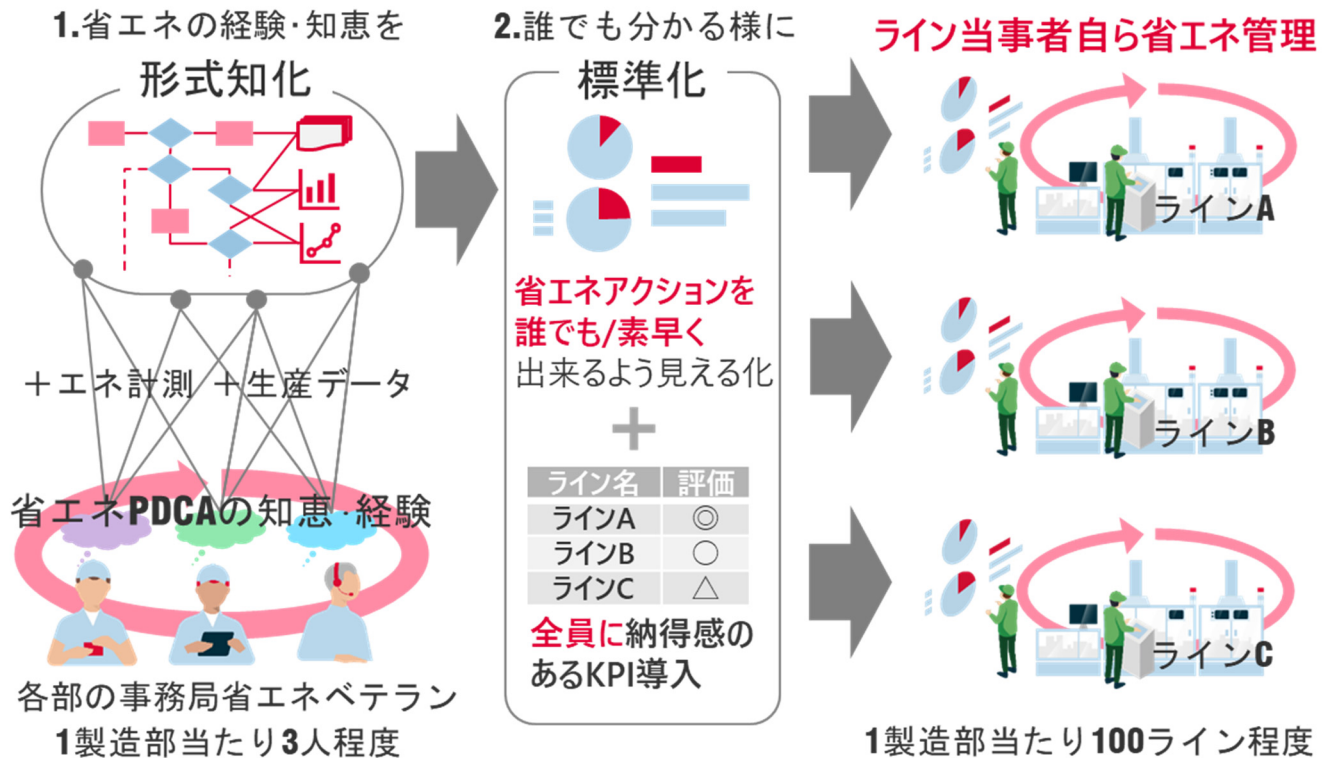 1.省エネの経験･知恵を
形式知化
＋エネ計測 ＋生産データ
省エネPDCAの知恵･経験
各部の事務局省エネベテラン
1製造部当たり3人程度
2.誰でも分かる様に
標準化
省エネアクションを
誰でも/素早く
出来るよう見える化
+
ライン名 評価
ラインA ◎
ラインB ○
ラインC △
全員に納得感の
あるKPI導入
ライン当事者自ら省エネ管理
ラインA
ラインB
ラインC
1製造部当たり100ライン程度